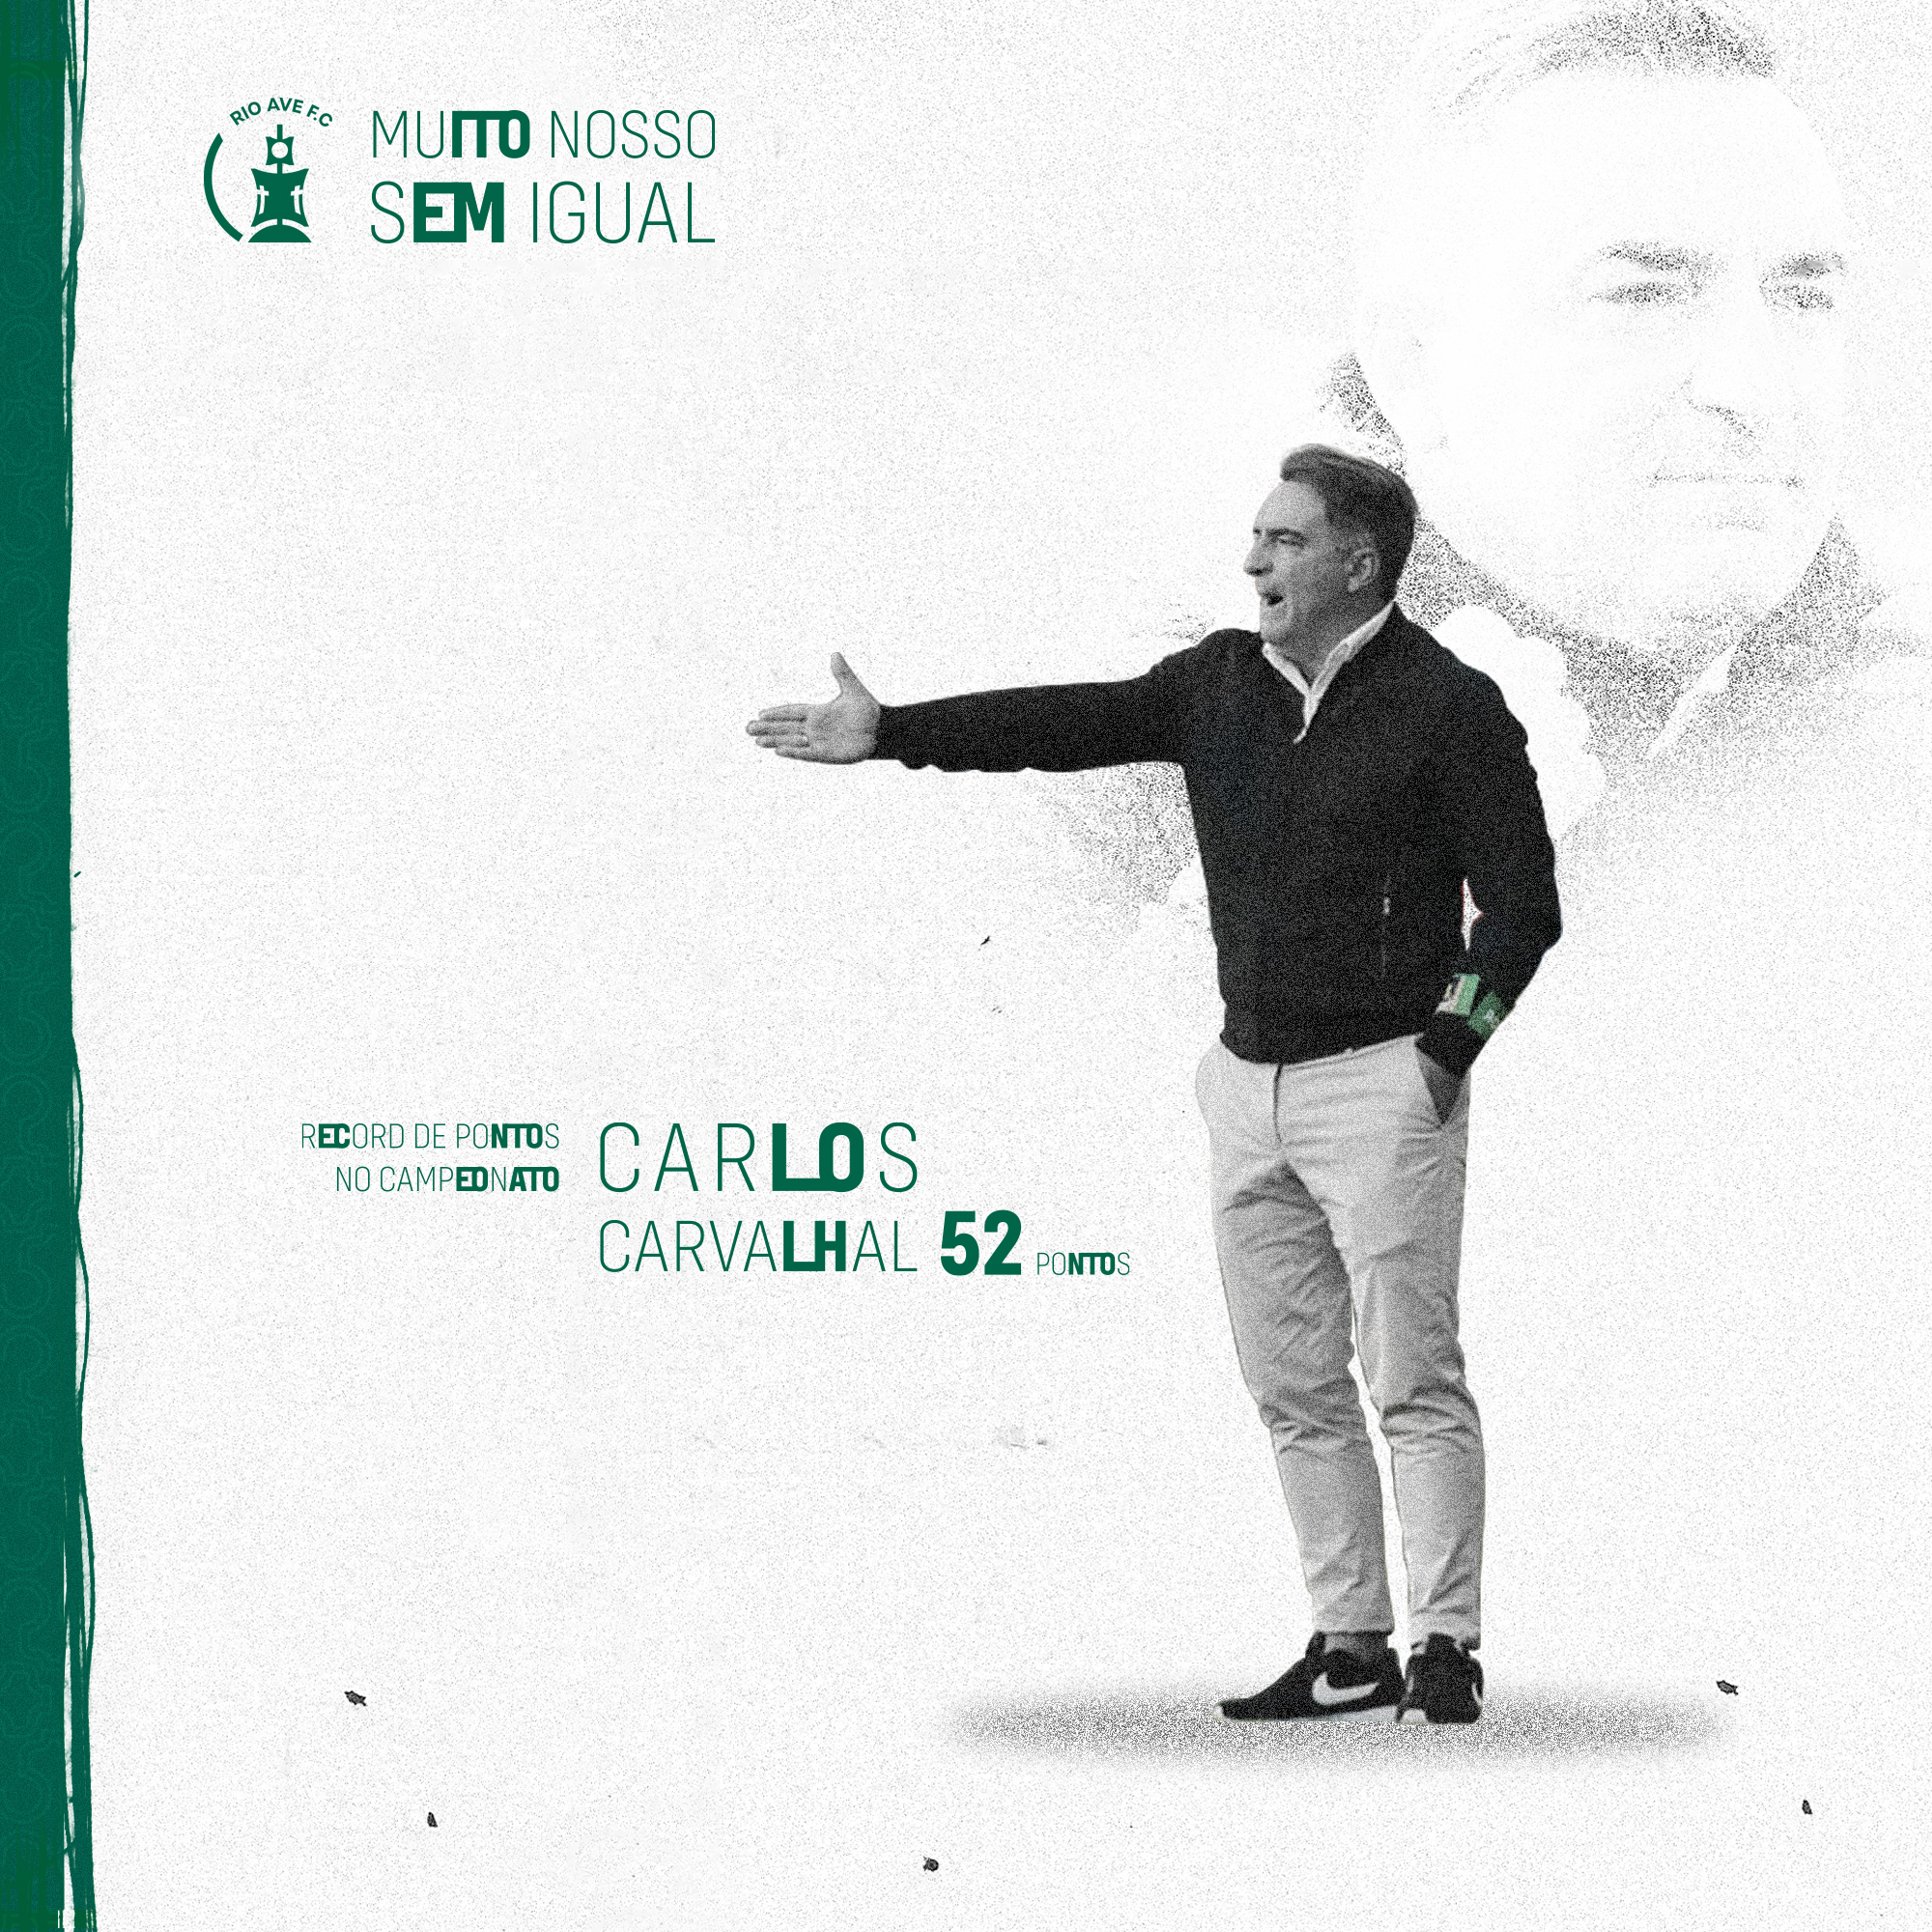 RIO AVE F.C
MUITO NOSSO
SEM IGUAL
RECORD DE PONTOS
NO CAMPEONATO
CARLOS
CARVALHAL 52 PONTOS